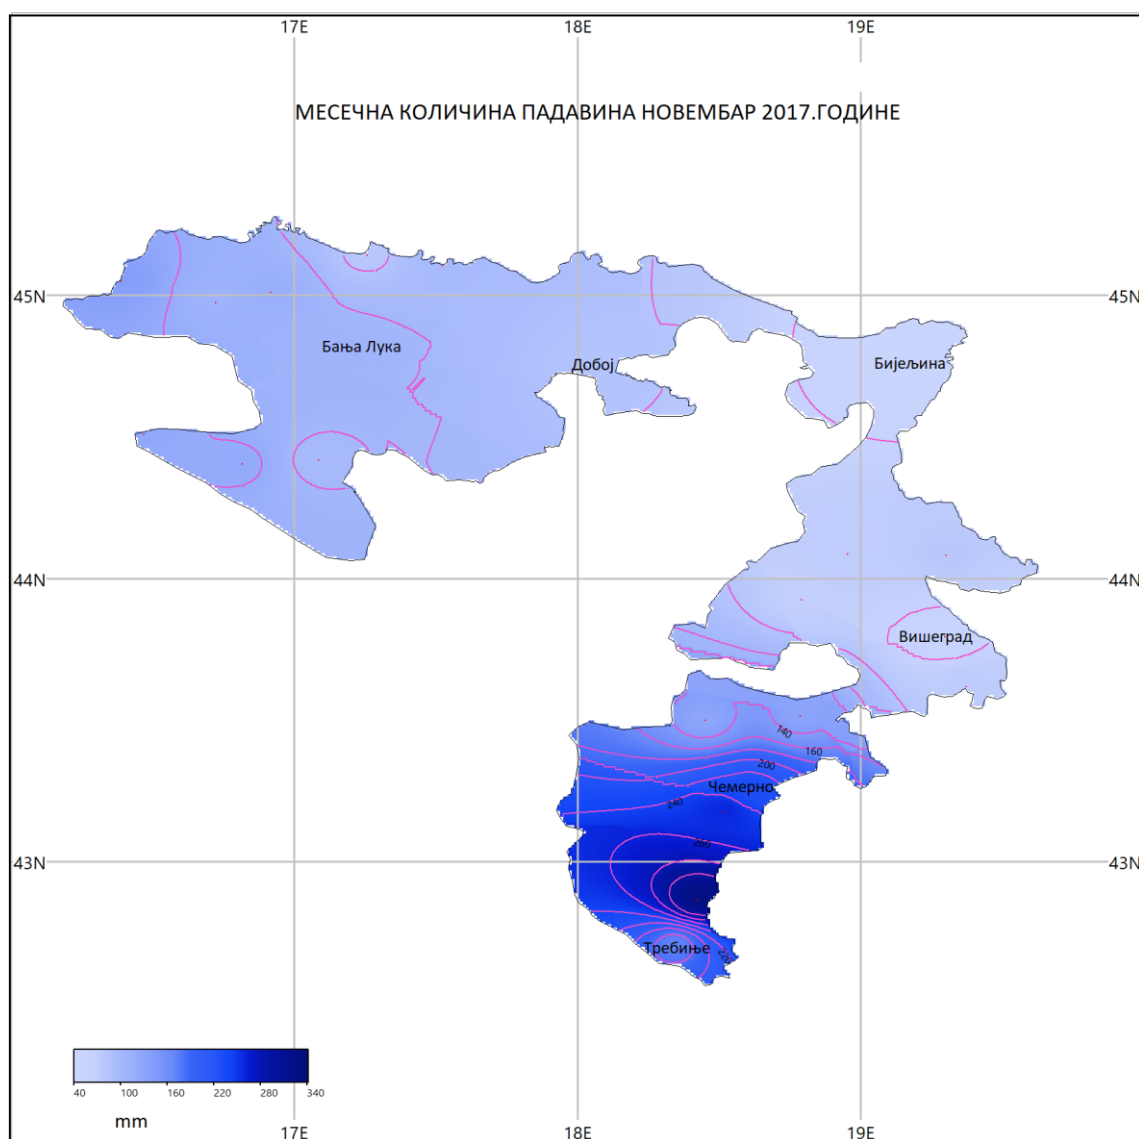 17E 18E 19E
МЕСЕЧНА КОЛИЧИНА ПАДАВИНА НОВЕМБАР 2017.ГОДИНЕ
45N 45N
Бања Лука
Добој
Бијељина
44N 44N
Вишеград
140
160
200
Чемерно
240
260
43N 43N
Требиње
220
40 100 160 220 280 340
mm
17E 18E 19E